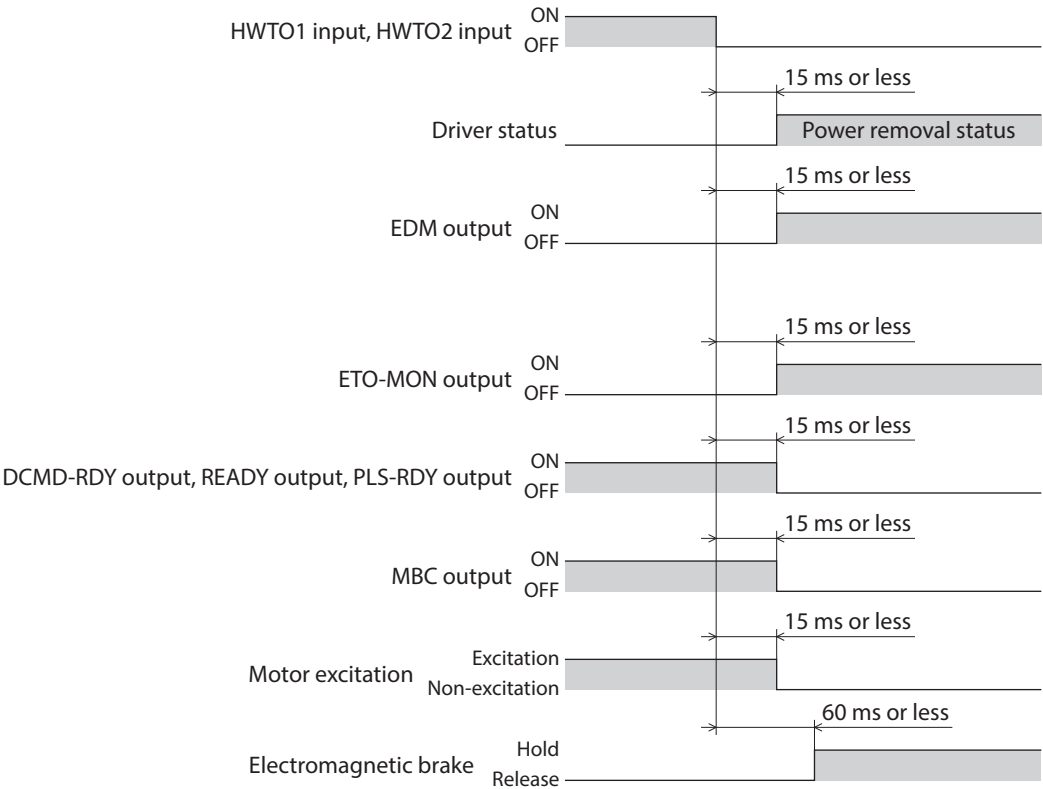 HWTO1 input, HWTO2 input
ON
OFF
15 ms or less
Driver status
Power removal status
15 ms or less
EDM output
ON
OFF
15 ms or less
ETO-MON output
ON
OFF
15 ms or less
DCMD-RDY output, READY output, PLS-RDY output
ON
OFF
15 ms or less
MBC output
ON
OFF
15 ms or less
Motor excitation
Excitation
Non-excitation
60 ms or less
Electromagnetic brake
Hold
Release